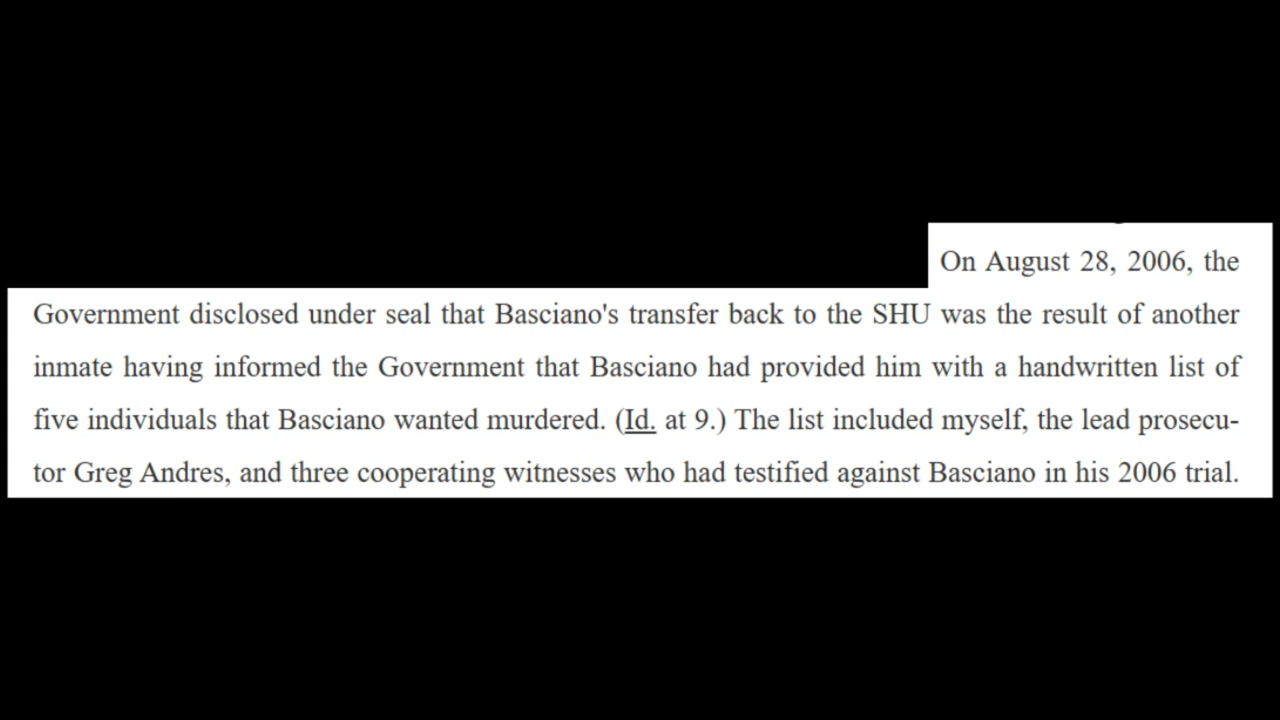 On August 28, 2006, the
Government disclosed under seal that Basciano's transfer back to the SHU was the result of another
inmate having informed the Government that Basciano had provided him with a handwritten list of
five individuals that Basciano wanted murdered. (Id. at 9.) The list included myself, the lead prosecu-
tor Greg Andres, and three cooperating witnesses who had testified against Basciano in his 2006 trial.